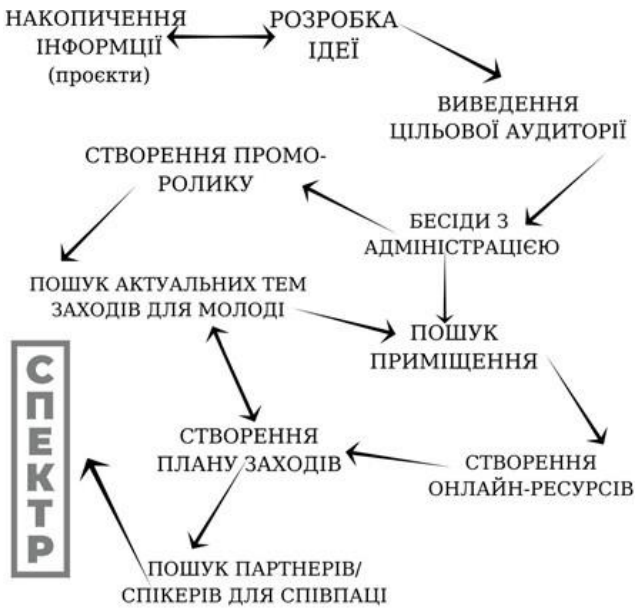 НАКОПИЧЕННЯ
ІНФОРМЦІЇ
(проєкти)
РОЗРОБКА
ІДЕЇ
ВИВЕДЕННЯ
ЦІЛЬОВОЇ АУДИТОРІЇ
СТВОРЕННЯ ПРОМО-
РОЛИКУ
БЕСІДИ З
АДМІНІСТРАЦІЄЮ
ПОШУК АКТУАЛЬНИХ ТЕМ
ЗАХОДІВ ДЛЯ МОЛОДІ
ПОШУК
ПРИМІЩЕННЯ
СТВОРЕННЯ
ПЛАНУ ЗАХОДІВ
СТВОРЕННЯ
ОНЛАЙН-РЕСУРСІВ
ПОШУК ПАРТНЕРІВ/
СПІКЕРІВ ДЛЯ СПІВПАЦІ
СПЕКТР